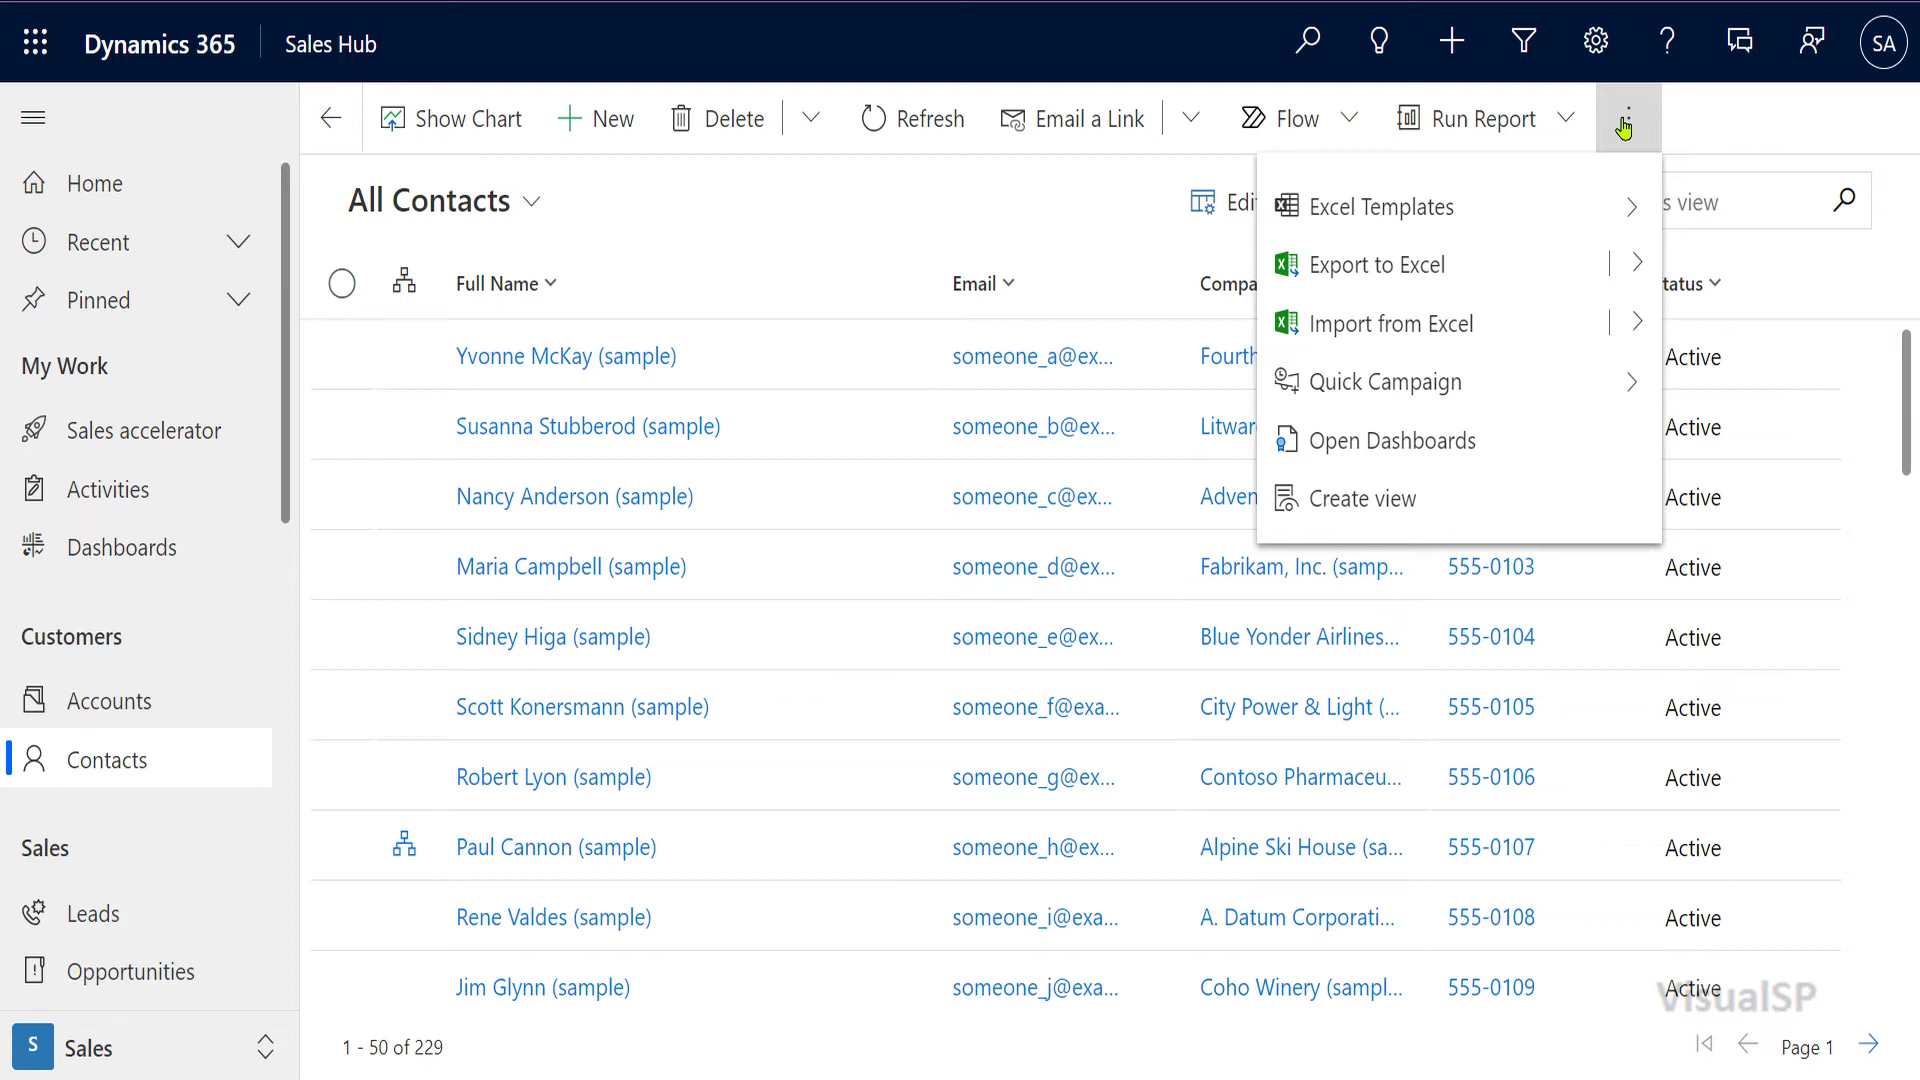 Dynamics 365 Sales Hub SA
Show Chart New Delete Refresh Email a Link Flow Run Report
Home
Recent
Pinned
My Work
Sales accelerator
Activities
Dashboards
Customers
Accounts
Contacts
Sales
Leads
Opportunities
S Sales
All Contacts Edi s view
Excel Templates
Export to Excel
Import from Excel
Quick Campaign
Open Dashboards
Create view
Full Name Email Compa tatus
Yvonne McKay (sample) someone_a@ex... Fourth Active
Susanna Stubberod (sample) someone_b@ex... Litwar Active
Nancy Anderson (sample) someone_c@ex... Adven Active
Maria Campbell (sample) someone_d@ex... Fabrikam, Inc. (samp... 555-0103 Active
Sidney Higa (sample) someone_e@ex... Blue Yonder Airlines... 555-0104 Active
Scott Konersmann (sample) someone_f@exa... City Power & Light (... 555-0105 Active
Robert Lyon (sample) someone_g@ex... Contoso Pharmaceu... 555-0106 Active
Paul Cannon (sample) someone_h@ex... Alpine Ski House (sa... 555-0107 Active
Rene Valdes (sample) someone_i@exa... A. Datum Corporati... 555-0108 Active
Jim Glynn (sample) someone_j@exa... Coho Winery (sampl... 555-0109 Active
VisualSP
1 - 50 of 229 Page 1